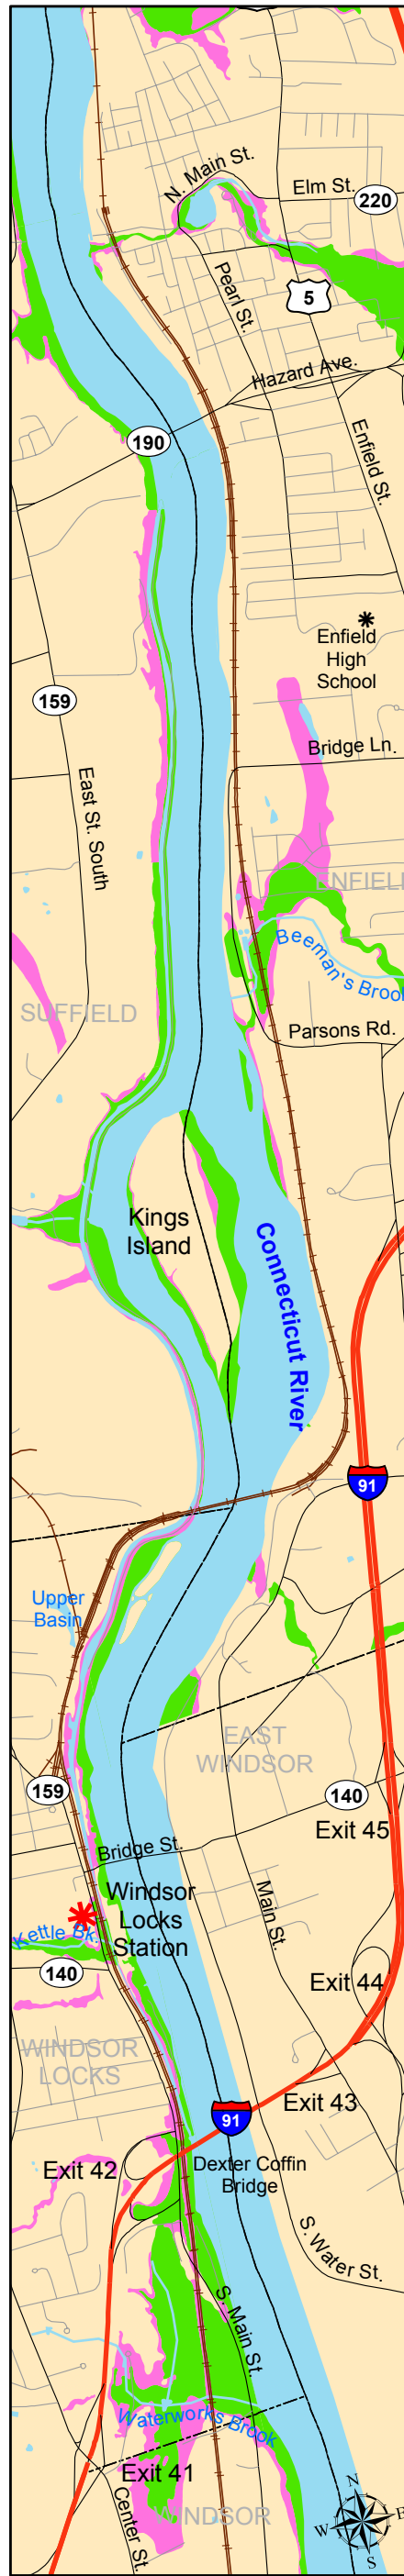 N. Main St.
Elm St.
220
Pearl St.
5
Hazard Ave.
190
Enfield St.
Enfield
High
School
159
Bridge Ln.
East St. South
ENFIELD
Beeman's Brook
SUFFIELD
Parsons Rd.
Kings
Island
Connecticut River
91
Upper
Basin
EAST
WINDSOR
159
140
Exit 45
Bridge St.
Windsor
Locks
Station
Main St.
Kettle Bk.
140
Exit 44
WINDSOR
LOCKS
Exit 43
91
Exit 42
Dexter Coffin
Bridge
S. Water St.
S. Main St.
Waterworks Brook
Exit 41
Center St.
WINDSOR
N
W
E
S